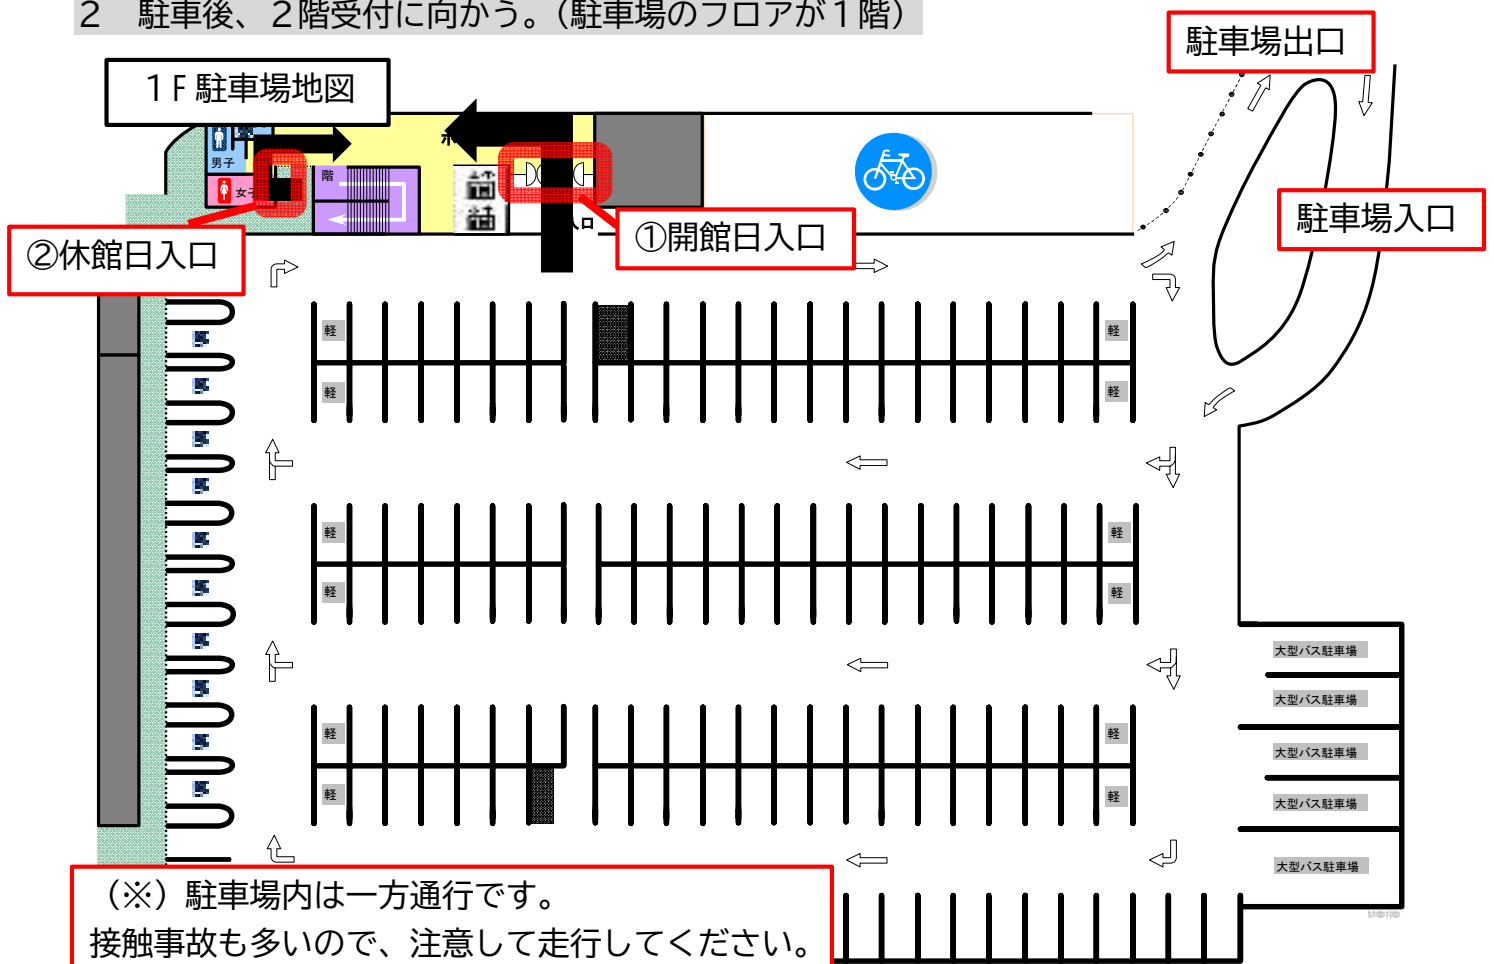 ２　駐車後、２階受付に向かう。（駐車場のフロアが１階）
駐車場出口
１Ｆ駐車場地図
男子
女子
階
駐車場入口
①開館日入口
②休館日入口
口
軽
軽
軽
軽
軽
軽
軽
軽
軽
軽
軽
軽
大型バス駐車場
大型バス駐車場
大型バス駐車場
大型バス駐車場
大型バス駐車場
（※）駐車場内は一方通行です。
接触事故も多いので、注意して走行してください。